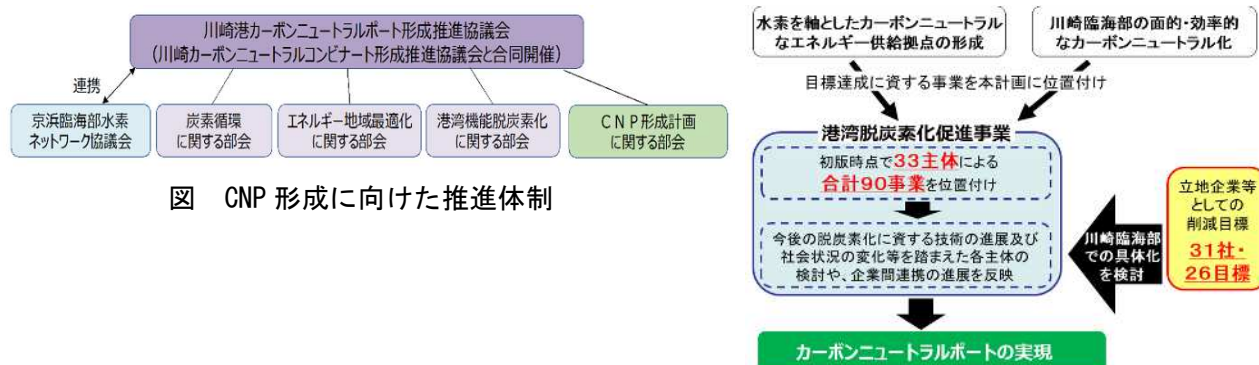 川崎港カーボンニュートラルポート形成推進協議会
(川崎カーボンニュートラルコンビナート形成推進協議会と合同開催)
連携
京浜臨海部水素
ネットワーク協議会
炭素循環
に関する部会
エネルギー地域最適化
に関する部会
港湾機能脱炭素化
に関する部会
CNP形成計画
に関する部会
図 CNP形成に向けた推進体制
水素を軸としたカーボンニュートラル
なエネルギー供給拠点の形成
川崎臨海部の面的・効率的
なカーボンニュートラル化
目標達成に資する事業を本計画に位置付け
港湾脱炭素化促進事業
初版時点で33主体による
合計90事業を位置付け
今後の脱炭素化に資する技術の進展及び
社会状況の変化等を踏まえた各主体の
検討や、企業間連携の進展を反映
川崎臨海部
での具体化
を検討
立地企業等
としての
削減目標
31社・
26目標
カーボンニュートラルポートの実現